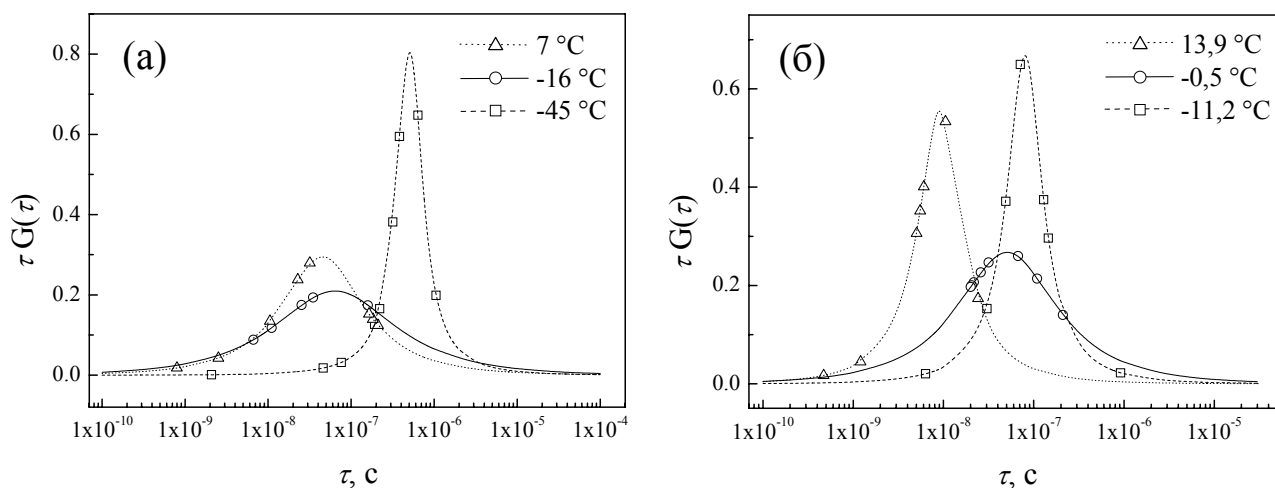 (а)
7 °C
-16 °C
-45 °C
0.8
0.6
0.4
0.2
0.0
τ G(τ)
1x10⁻¹⁰ 1x10⁻⁹ 1x10⁻⁸ 1x10⁻⁷ 1x10⁻⁶ 1x10⁻⁵ 1x10⁻⁴
τ, с
(б)
13,9 °C
-0,5 °C
-11,2 °C
0.6
0.4
0.2
0.0
τ G(τ)
1x10⁻¹⁰ 1x10⁻⁹ 1x10⁻⁸ 1x10⁻⁷ 1x10⁻⁶ 1x10⁻⁵
τ, с